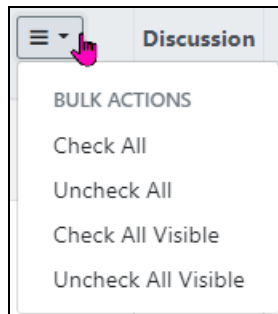 Discussion
BULK ACTIONS
Check All
Uncheck All
Check All Visible
Uncheck All Visible